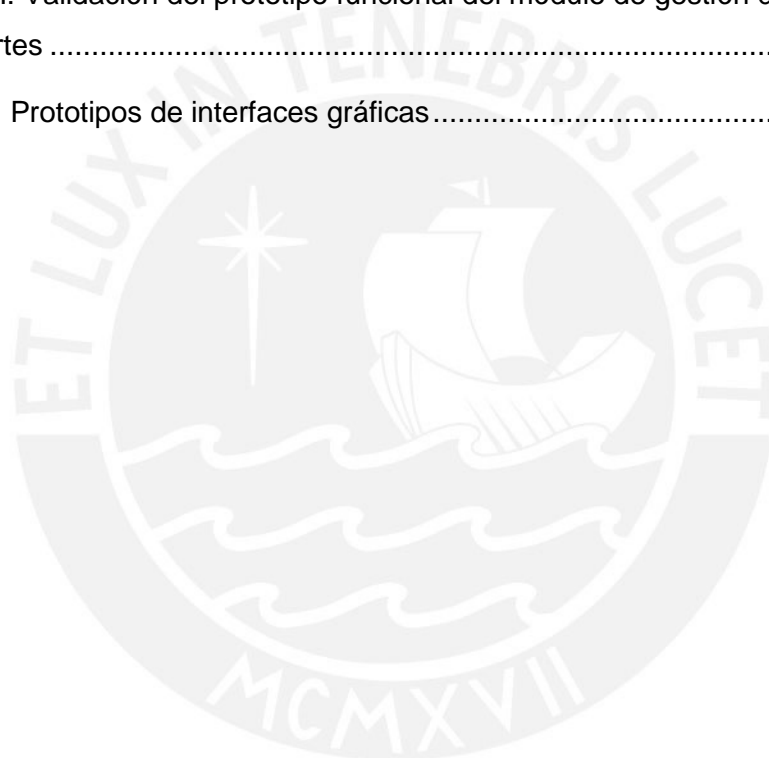 . Validación del prototipo funcional del módulo de gestión
rtes ........................................................................................
Prototipos de interfaces gráficas .........................................
ET LUX IN TENEBRIS LUCET
MCMXVII